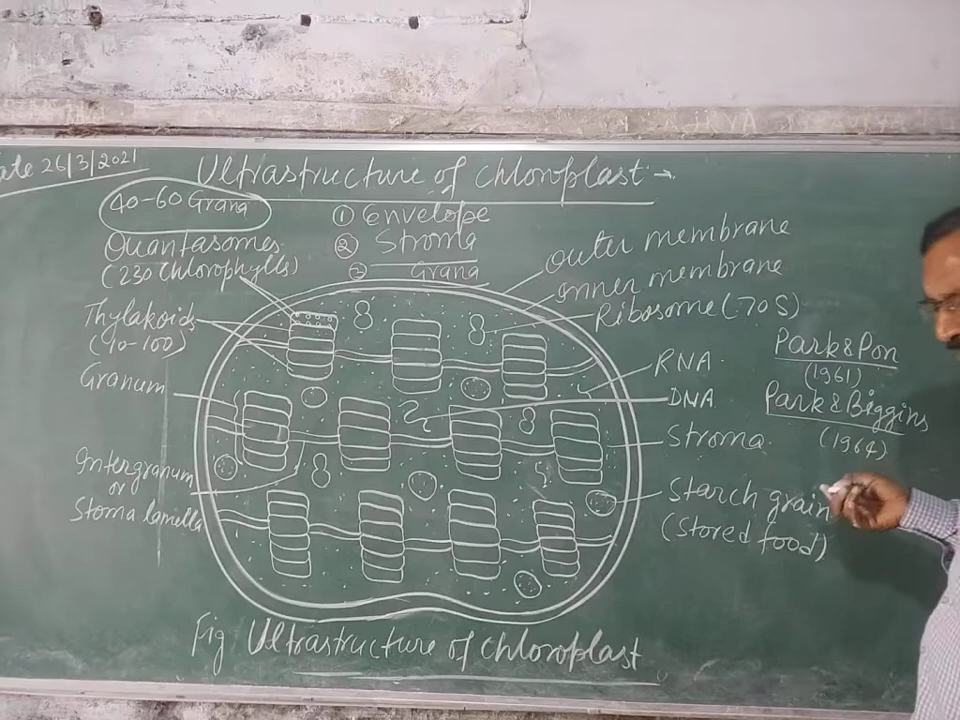 ate 26/3/2021
Ultrastructure of chloroplast →
40-60 Grana
① Envelope
② Stroma
③ Grana
Quantasomes
(230 chlorophylls)
Thylakoids
(40-100)
Granum
Intergranum
or
Stoma lamella
Outer membrane
Inner membrane
Ribosome (70S)
RNA
DNA
Stroma
Starch grain
(Stored food)
Park & Pon
(1961)
Park & Biggins
(1964)
Fig Ultrastructure of chloroplast